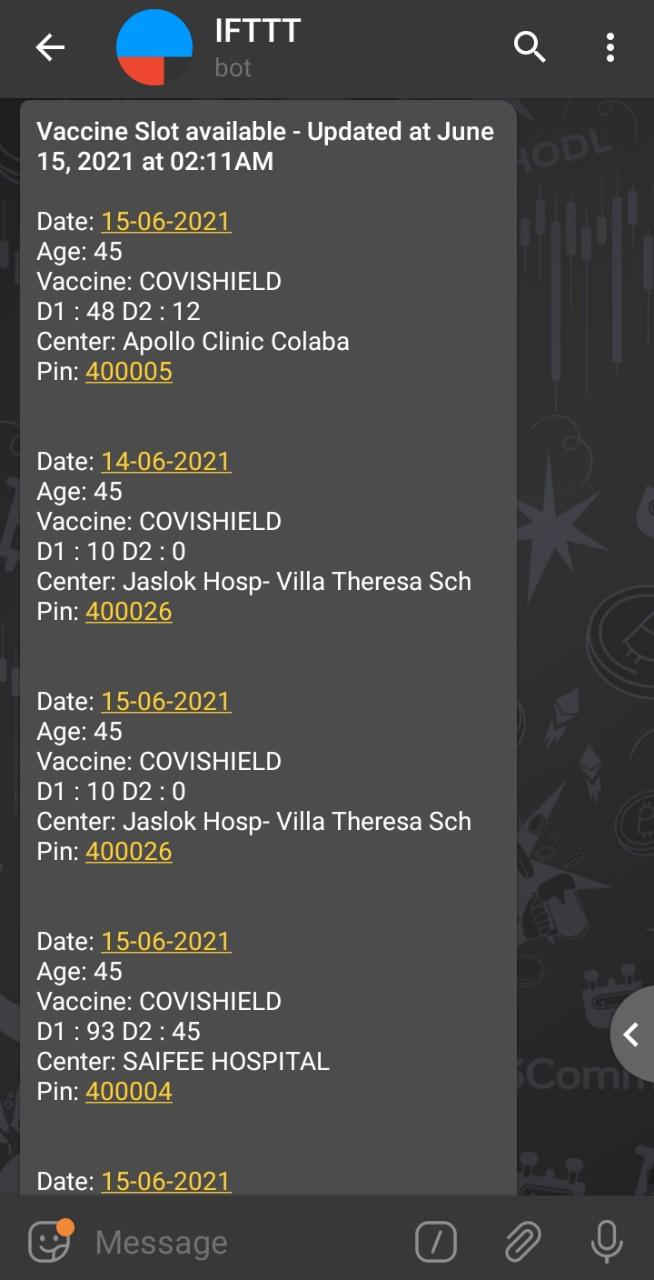 IFTTT
bot
HODL
Vaccine Slot available - Updated at June
15, 2021 at 02:11AM
Date: 15-06-2021
Age: 45
Vaccine: COVISHIELD
D1 : 48 D2 : 12
Center: Apollo Clinic Colaba
Pin: 400005
Date: 14-06-2021
Age: 45
Vaccine: COVISHIELD
D1 : 10 D2 : 0
Center: Jaslok Hosp- Villa Theresa Sch
Pin: 400026
Date: 15-06-2021
Age: 45
Vaccine: COVISHIELD
D1 : 10 D2 : 0
Center: Jaslok Hosp- Villa Theresa Sch
Pin: 400026
Date: 15-06-2021
Age: 45
Vaccine: COVISHIELD
D1 : 93 D2 : 45
Center: SAIFEE HOSPITAL
Pin: 400004
Date: 15-06-2021
Message